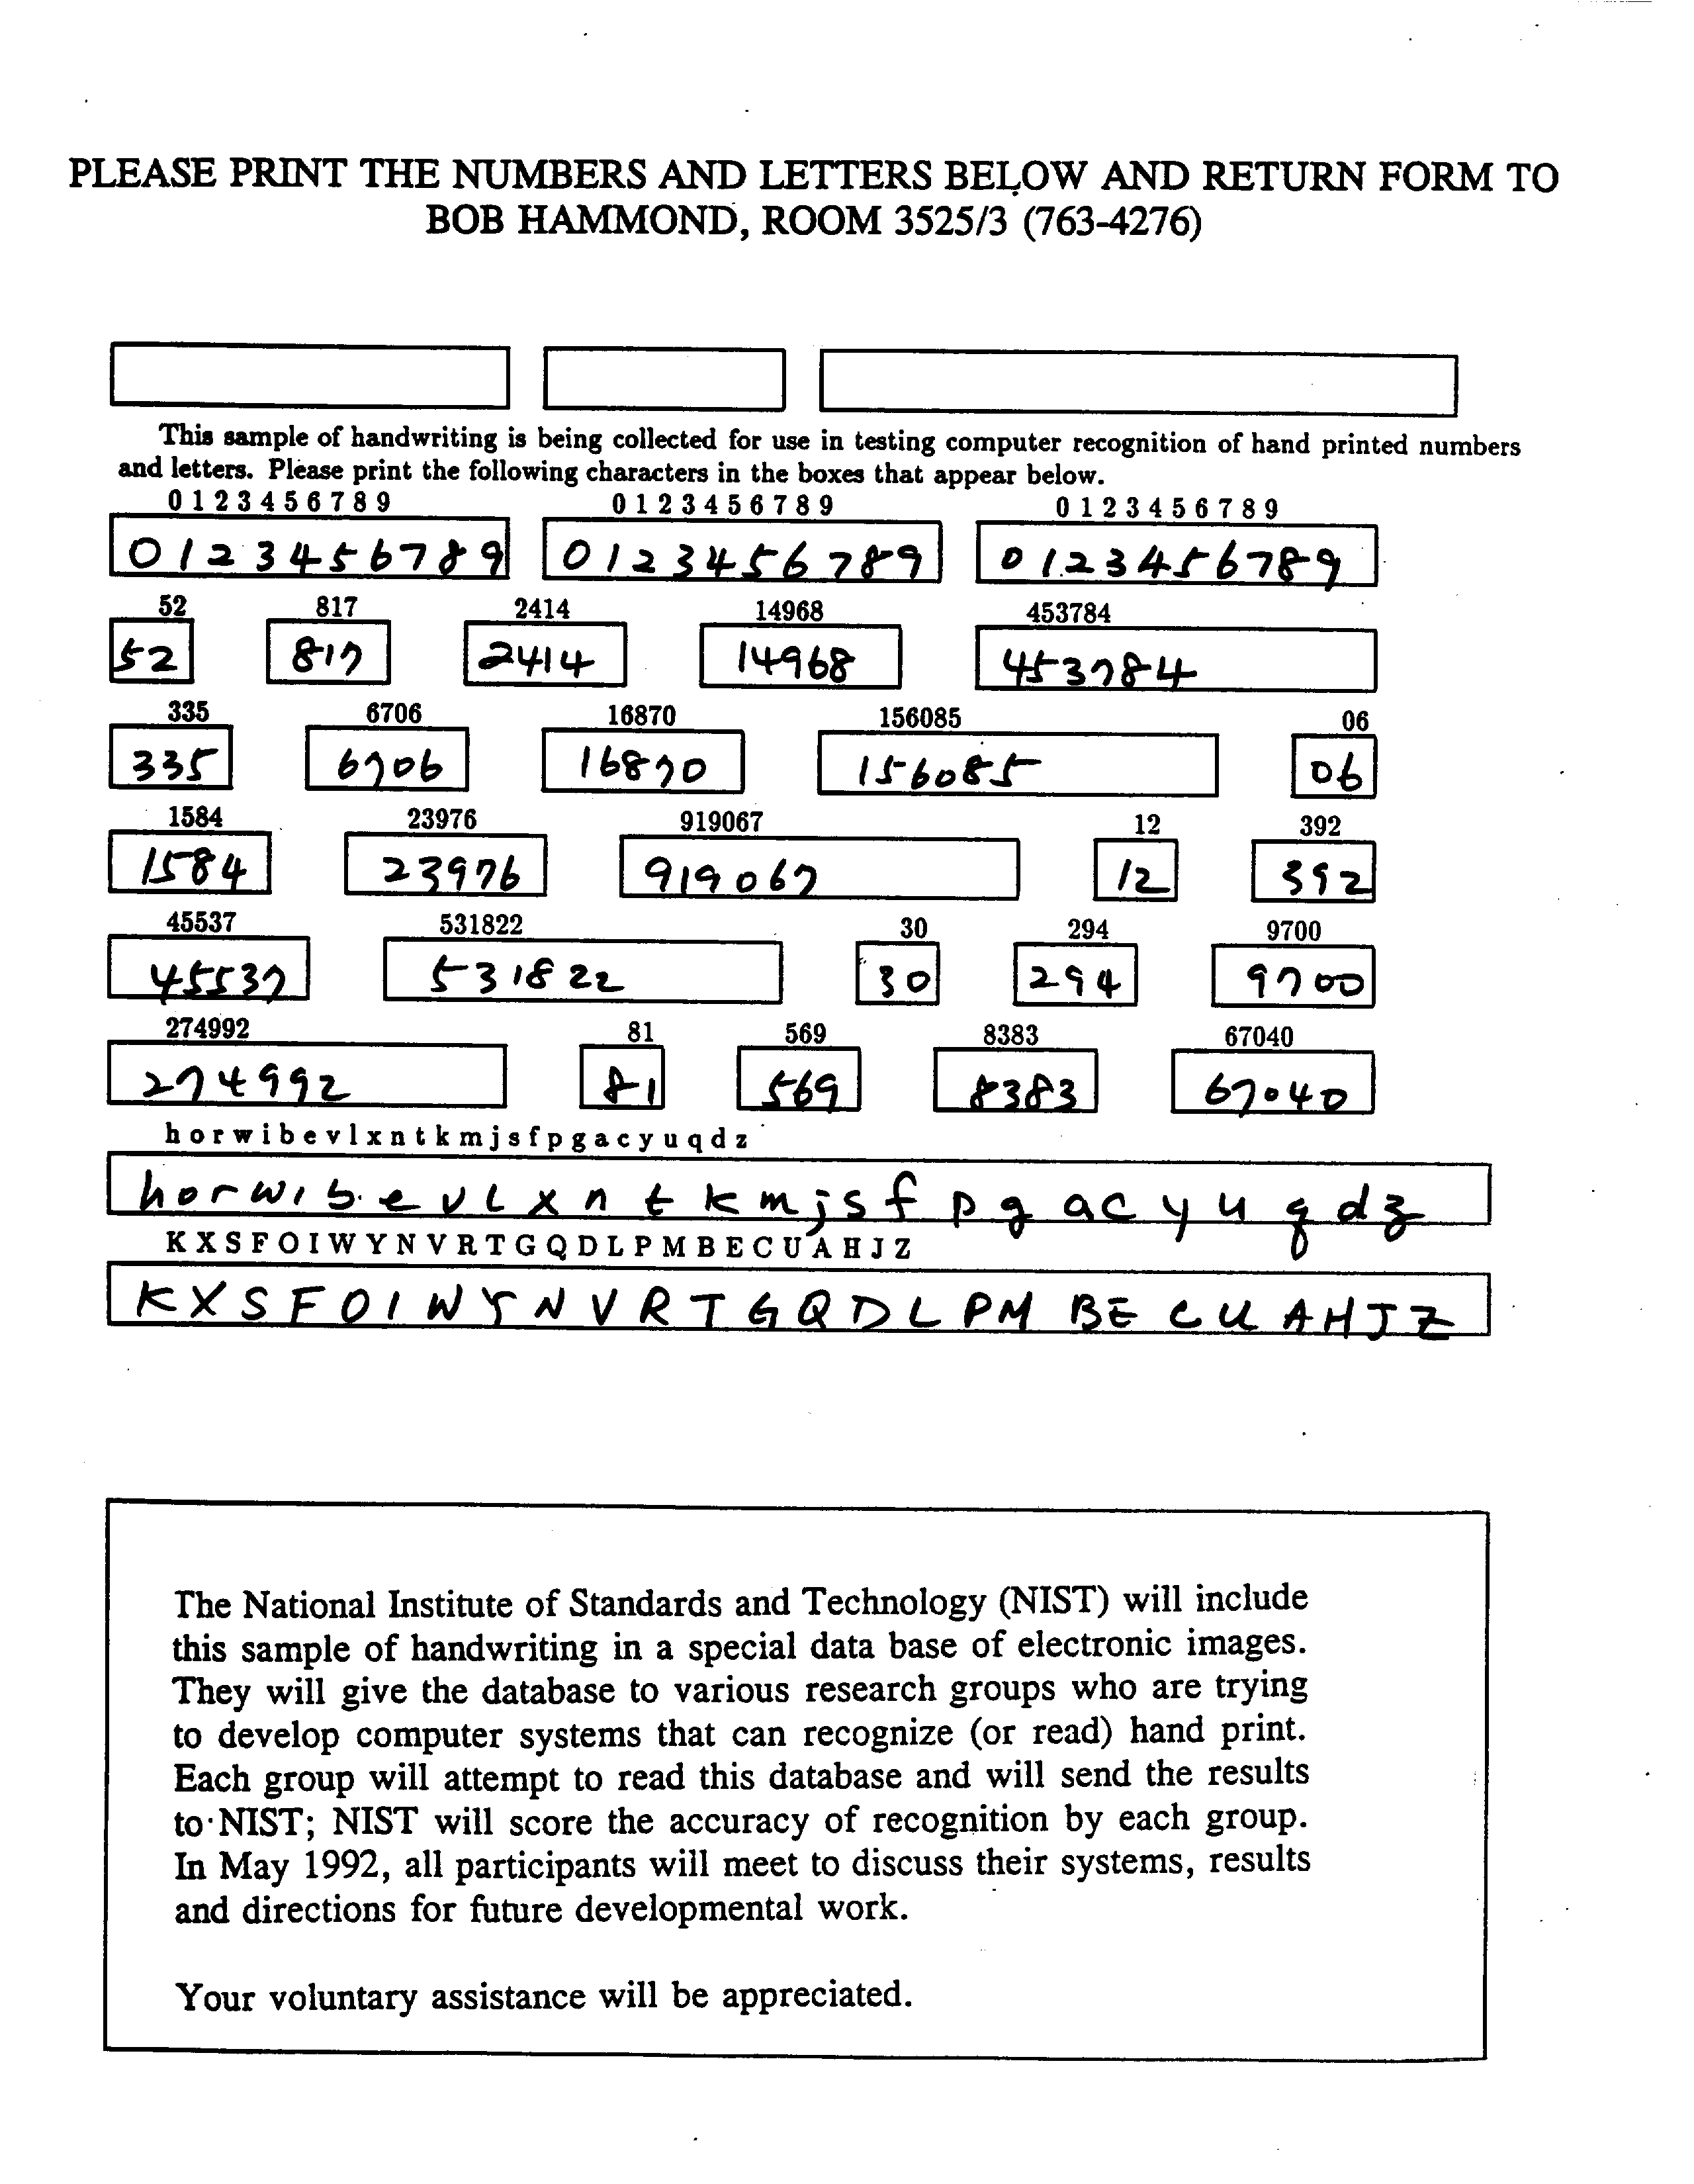 PLEASE PRINT THE NUMBERS AND LETTERS BELOW AND RETURN FORM TO
BOB HAMMOND, ROOM 3525/3 (763-4276)
This sample of handwriting is being collected for use in testing computer recognition of hand printed numbers
and letters. Please print the following characters in the boxes that appear below.
0 1 2 3 4 5 6 7 8 9 0 1 2 3 4 5 6 7 8 9 0 1 2 3 4 5 6 7 8 9
0123456789 0123456789 0123456789
52 817 2414 14968 453784
52 817 2414 14968 453784
335 6706 16870 156085 06
335 6706 16870 156085 06
1584 23976 919067 12 392
1584 23976 919067 12 392
45537 531822 30 294 9700
45537 531822 30 294 9700
274992 81 569 8383 67040
274992 81 569 8383 67040
h o r w i b e v l x n t k m j s f p g a c y u q d z
h o r w i b e v l x n t k m j s f p g a c y u q d z
K X S F O I W Y N V R T G Q D L P M B E C U A H J Z
K X S F O I W Y N V R T G Q D L P M B E C U A H J Z
The National Institute of Standards and Technology (NIST) will include
this sample of handwriting in a special data base of electronic images.
They will give the database to various research groups who are trying
to develop computer systems that can recognize (or read) hand print.
Each group will attempt to read this database and will send the results
to NIST; NIST will score the accuracy of recognition by each group.
In May 1992, all participants will meet to discuss their systems, results
and directions for future developmental work.
Your voluntary assistance will be appreciated.